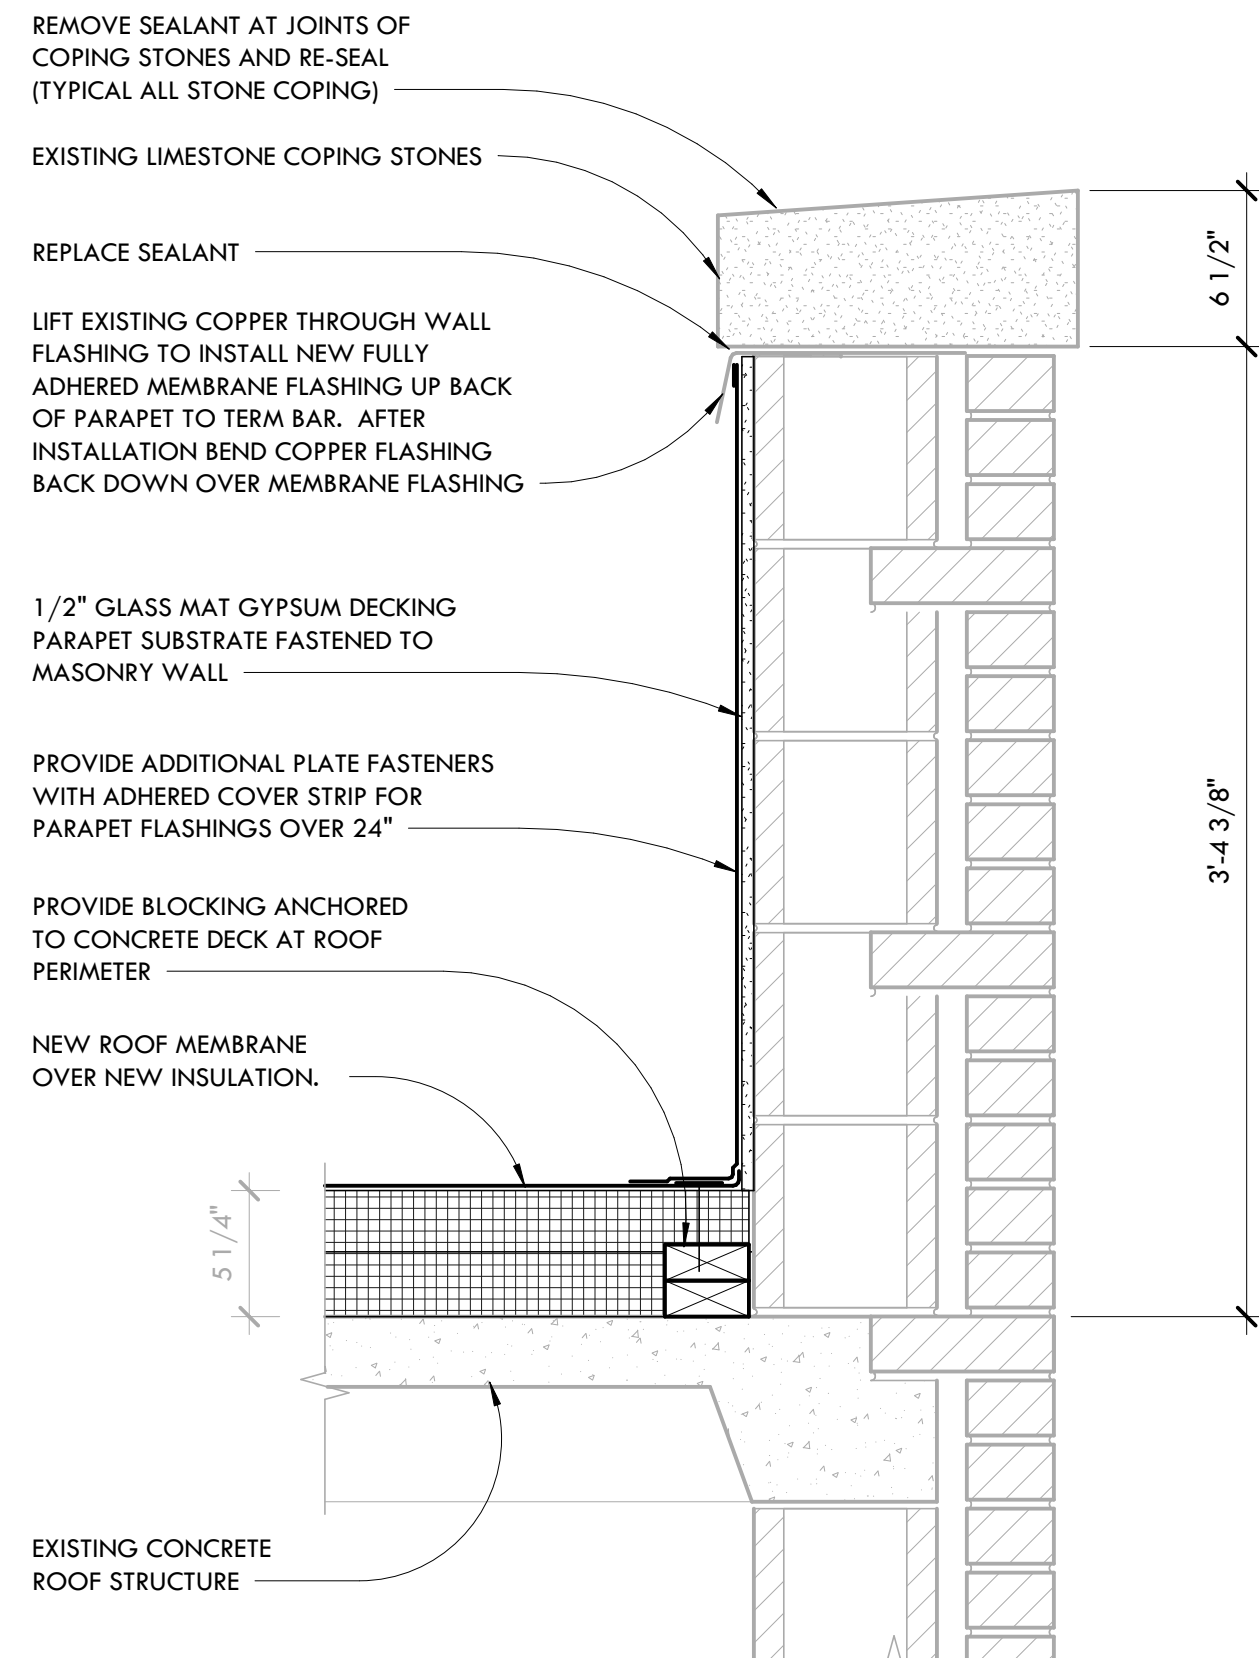 REMOVE SEALANT AT JOINTS OF
COPING STONES AND RE-SEAL
(TYPICAL ALL STONE COPING)
EXISTING LIMESTONE COPING STONES
REPLACE SEALANT
LIFT EXISTING COPPER THROUGH WALL
FLASHING TO INSTALL NEW FULLY
ADHERED MEMBRANE FLASHING UP BACK
OF PARAPET TO TERM BAR. AFTER
INSTALLATION BEND COPPER FLASHING
BACK DOWN OVER MEMBRANE FLASHING
1/2" GLASS MAT GYPSUM DECKING
PARAPET SUBSTRATE FASTENED TO
MASONRY WALL
PROVIDE ADDITIONAL PLATE FASTENERS
WITH ADHERED COVER STRIP FOR
PARAPET FLASHINGS OVER 24"
PROVIDE BLOCKING ANCHORED
TO CONCRETE DECK AT ROOF
PERIMETER
NEW ROOF MEMBRANE
OVER NEW INSULATION.
5 1/4"
EXISTING CONCRETE
ROOF STRUCTURE
6 1/2"
3'-4 3/8"